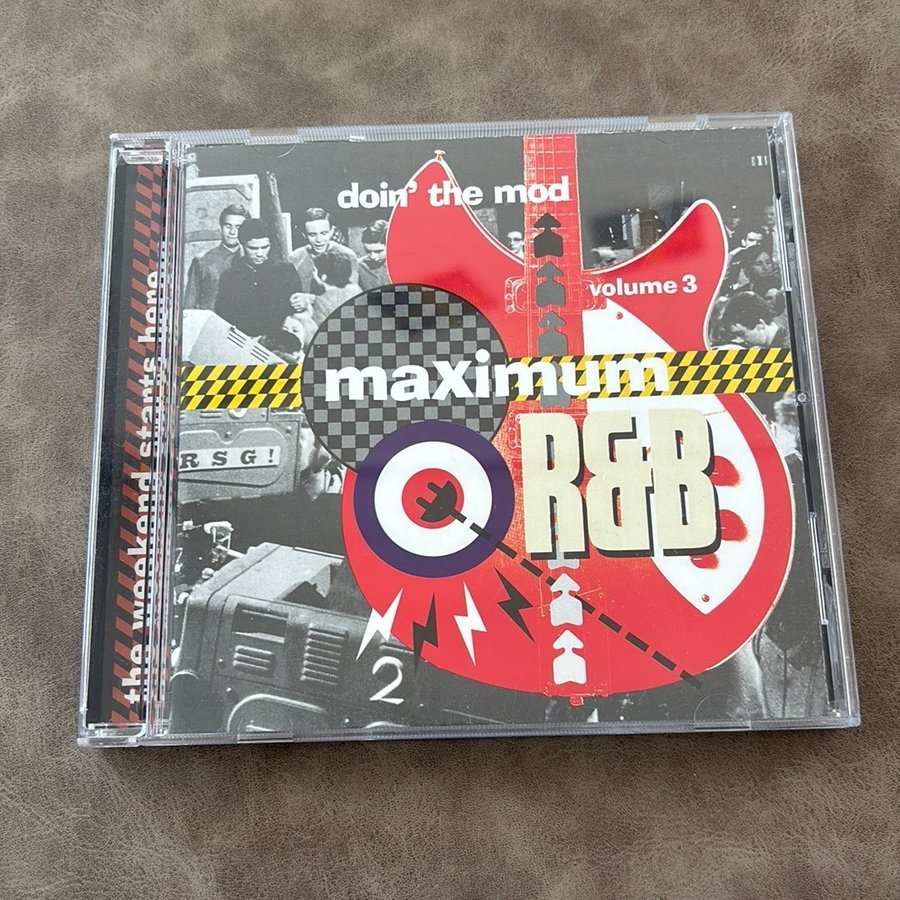 doin' the mod
volume 3
maximum
R&B
RSG!
2
the weekend starts here